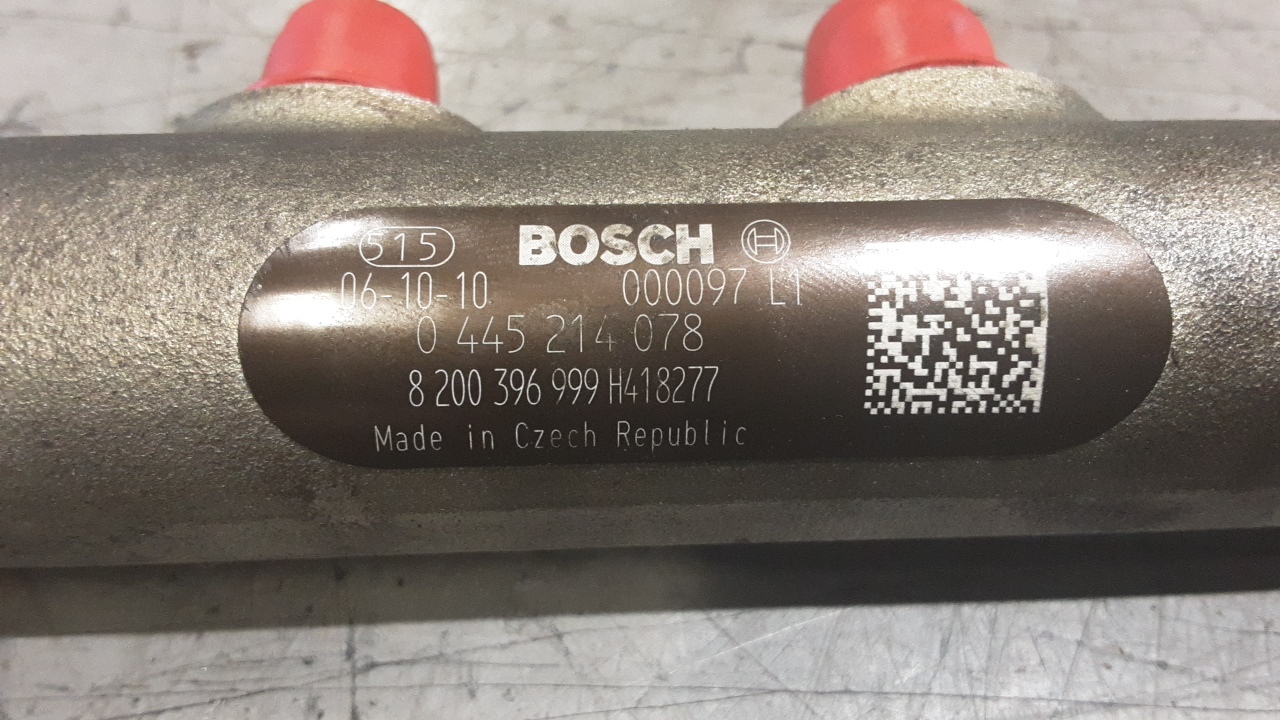 515 BOSCH
06-10-10 000097 L1
0 445 214 078
8 200 396 999 H418277
Made in Czech Republic